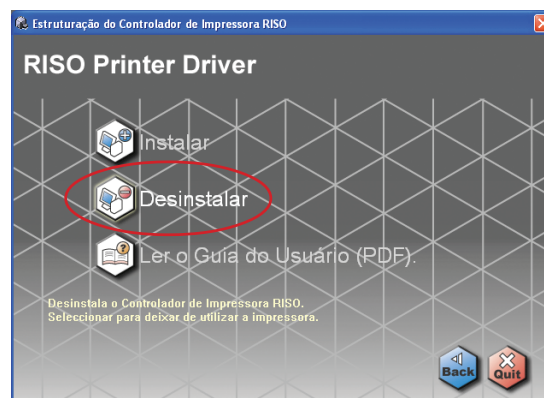 Estruturação do Controlador de Impressora RISO
RISO Printer Driver
Instalar
Desinstalar
Ler o Guia do Usuário (PDF).
Desinstala o Controlador de Impressora RISO.
Seleccionar para deixar de utilizar a impressora.
Back
Quit